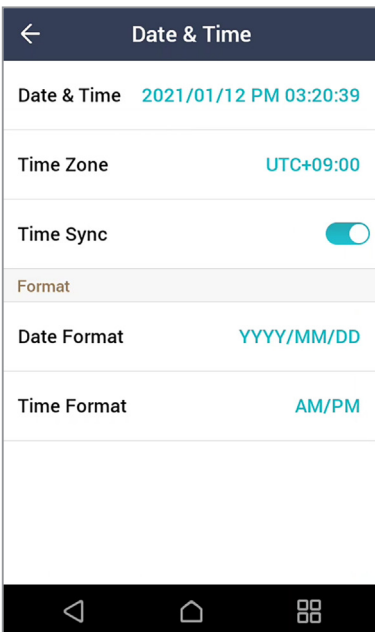 Date & Time
Date & Time 2021/01/12 PM 03:20:39
Time Zone UTC+09:00
Time Sync
Format
Date Format YYYY/MM/DD
Time Format AM/PM